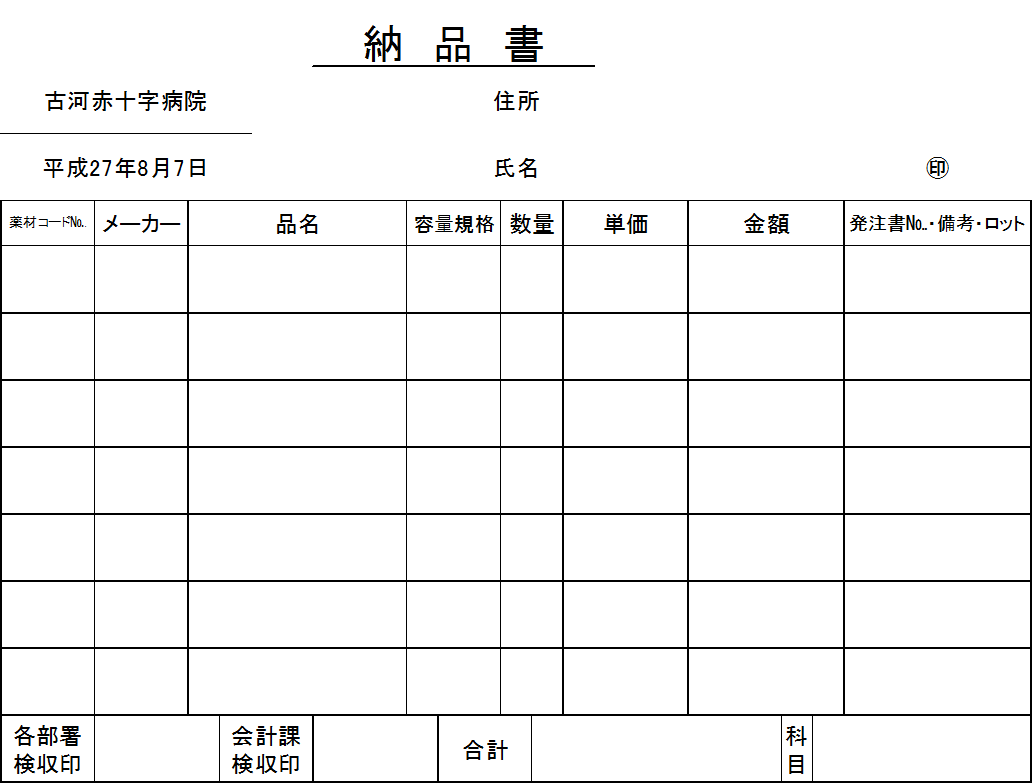 納品書
古河赤十字病院 住所
平成27年8月7日 氏名 ㊞
薬材コード№. メーカー 品名 容量規格 数量 単価 金額 発注書№.・備考・ロット
各部署 会計課 合計 科
検収印 検収印 目